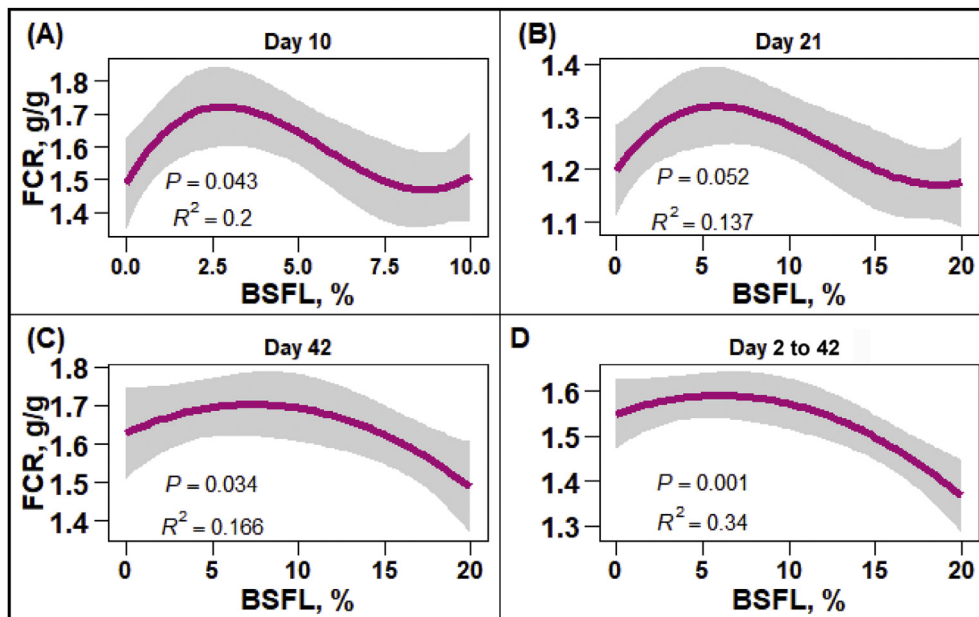 (A)
Day 10
FCR, g/g
1.8
1.7
1.6
1.5
1.4
P = 0.043
R² = 0.2
0.0 2.5 5.0 7.5 10.0
BSFL, %
(B)
Day 21
1.4
1.3
1.2
1.1
P = 0.052
R² = 0.137
0 5 10 15 20
BSFL, %
(C)
Day 42
FCR, g/g
1.8
1.7
1.6
1.5
1.4
P = 0.034
R² = 0.166
0 5 10 15 20
BSFL, %
D
Day 2 to 42
1.6
1.5
1.4
1.3
P = 0.001
R² = 0.34
0 5 10 15 20
BSFL, %